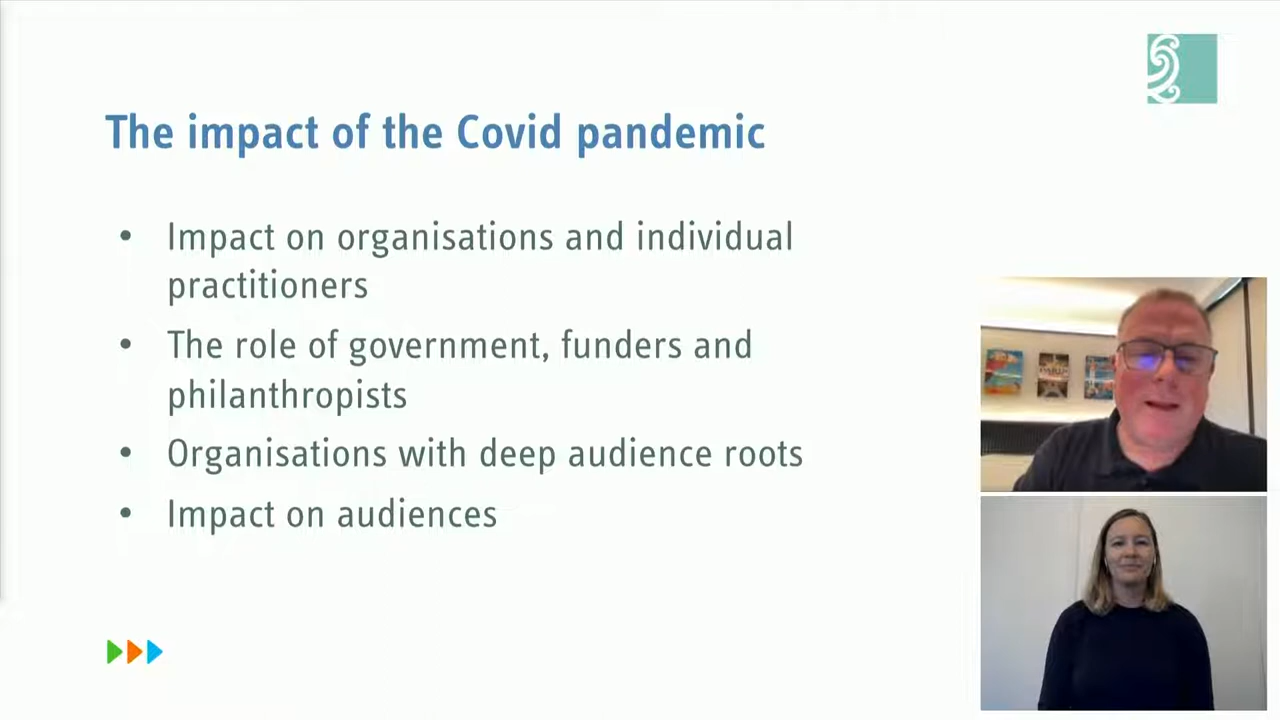 The impact of the Covid pandemic
• Impact on organisations and individual
practitioners
• The role of government, funders and
philanthropists
• Organisations with deep audience roots
• Impact on audiences